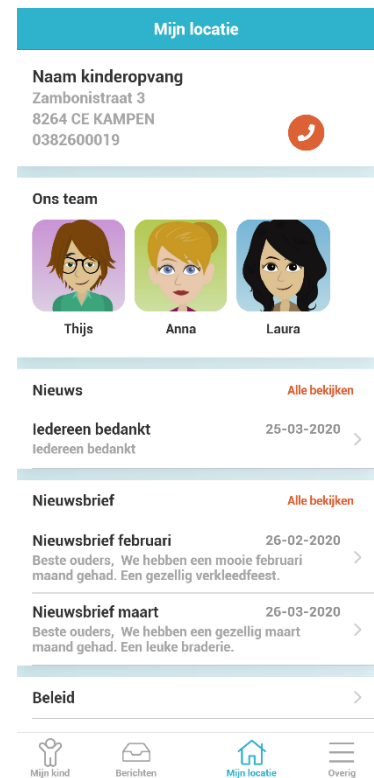 Mijn locatie
Naam kinderopvang
Zambonistraat 3
8264 CE KAMPEN
0382600019
Ons team
Thijs Anna Laura
Nieuws Alle bekijken
Iedereen bedankt 25-03-2020
Iedereen bedankt
Nieuwsbrief Alle bekijken
Nieuwsbrief februari 26-02-2020
Beste ouders, We hebben een mooie februari
maand gehad. Een gezellig verkleedfeest.
Nieuwsbrief maart 26-03-2020
Beste ouders, We hebben een gezellig maart
maand gehad. Een leuke braderie.
Beleid
Mijn kind Berichten Mijn locatie Overig